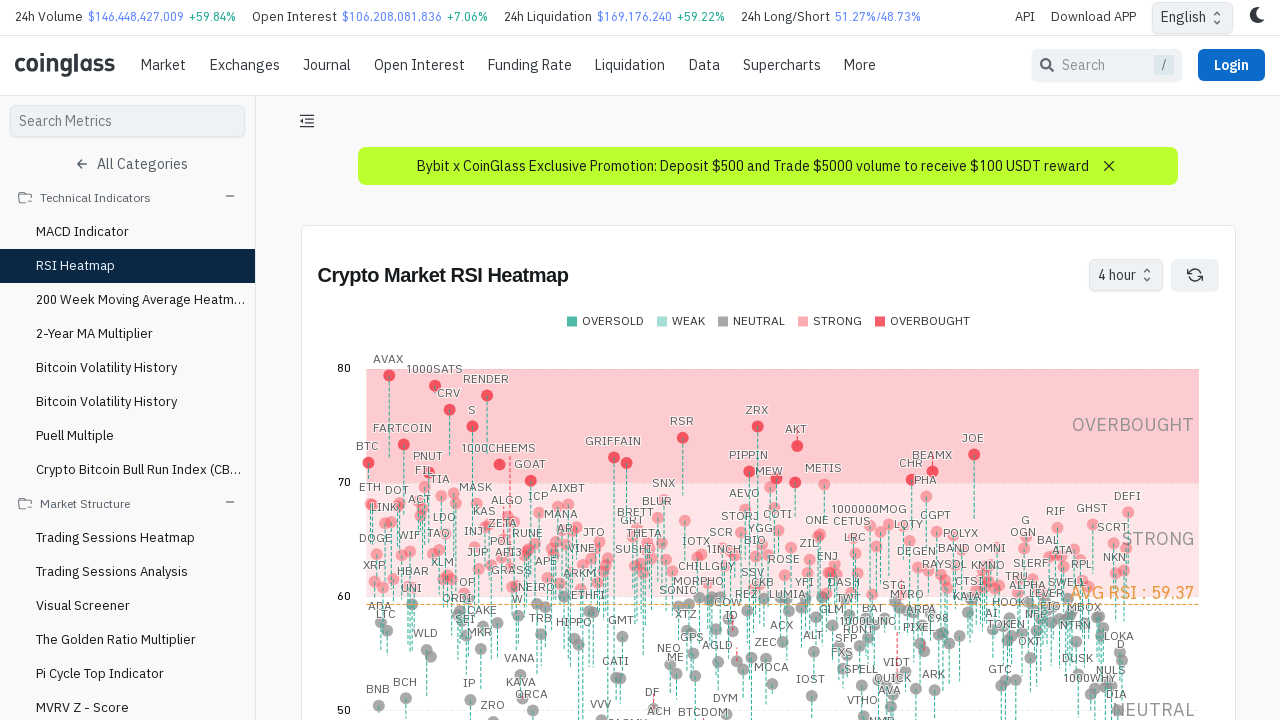 24h Volume $146,448,427,009 +59.84% Open Interest $106,208,081,836 +7.06% 24h Liquidation $169,176,240 +59.22% 24h Long/Short 51.27%/48.73% API Download APP English
coinglass Market Exchanges Journal Open Interest Funding Rate Liquidation Data Supercharts More Search / Login
Search Metrics
All Categories
Technical Indicators
MACD Indicator
RSI Heatmap
200 Week Moving Average Heatm...
2-Year MA Multiplier
Bitcoin Volatility History
Bitcoin Volatility History
Puell Multiple
Crypto Bitcoin Bull Run Index (CB...
Market Structure
Trading Sessions Heatmap
Trading Sessions Analysis
Visual Screener
The Golden Ratio Multiplier
Pi Cycle Top Indicator
MVRV Z - Score
Bybit x CoinGlass Exclusive Promotion: Deposit $500 and Trade $5000 volume to receive $100 USDT reward
Crypto Market RSI Heatmap
4 hour
OVERSOLD WEAK NEUTRAL STRONG OVERBOUGHT
80
AVAX
1000SATS
RENDER
CRV
S
ZRX
RSR
FARTCOIN
AKT
OVERBOUGHT
BTC
1000CHEEMS
GRIFFAIN
JOE
PNUT
PIPPIN
BEAMX
GOAT
CHR
FIL
MEW
METIS
70
TIA
SNX
PHA
ETH
DOT
MASK
AIXBT
AEVO
DEFI
ACT
ALGO
ICP
BLUR
LINK
KAS
MANA
BRETT
STORJ
COTI
1000000MOG
GHST
RIF
LDO
ZETA
GRT
ONE
CETUS
LQTY
CGPT
G
SCRT
WIF
TAO
INJ
RUNE
AR
JTO
THETA
SCR
YGG
LRC
POLYX
OGN
DOGE
POL
IOTX
BIO
ZIL
BAL
STRONG
JUP
API3
WINE
SUSHI
1INCH
DEGEN
BAND
OMNI
ATA
XRP
XLM
APE
ROSE
ENJ
RAYSOL
KMNO
SLERF
RPL
NKN
HBAR
GRASS
ARKM
CHILLGUY
SSV
TRU
UNI
OP
NEIRO
MORPHO
CKB
YFI
DASH
STG
CTSI
ALPHA
SWELL
60
ORDI
ETHFI
SONIC
REZ
LUMIA
TWT
MYRO
KAIA
LEVER
AVG RSI : 59.37
ADA
CAKE
COW
HOOK
MBOX
LTC
SEI
TRB
HIPPO
GMT
XTZ
ID
ACX
GLM
BAT
ARPA
C98
AI
WLD
MKR
GPS
ALT
1000LUNC
PIXEL
TOKEN
NTRN
LOKA
NEO
AGLD
ZEC
SFP
OXT
D
VANA
CATI
ME
MOCA
FXS
VIDT
DUSK
BNB
BCH
IP
KAVA
IOST
SPELL
QUICK
ARK
GTC
1000WHY
NULS
ORCA
DF
DYM
VTHO
AVA
DIA
ZRO
VVV
ACH
BTCDOM
50
NEUTRAL